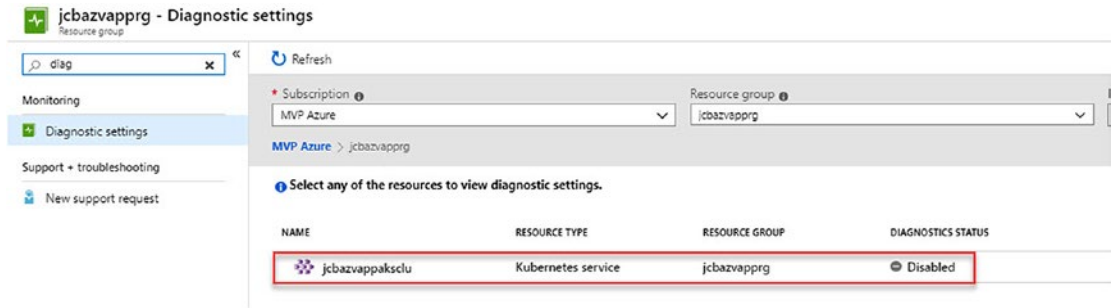 jcbazvapprg - Diagnostic settings
Resource group
diag
Refresh
Monitoring
Diagnostic settings
Support + troubleshooting
New support request
* Subscription
MVP Azure
Resource group
jcbazvapprg
MVP Azure > jcbazvapprg
Select any of the resources to view diagnostic settings.
NAME RESOURCE TYPE RESOURCE GROUP DIAGNOSTICS STATUS
jcbazvappaksclu Kubernetes service jcbazvapprg Disabled